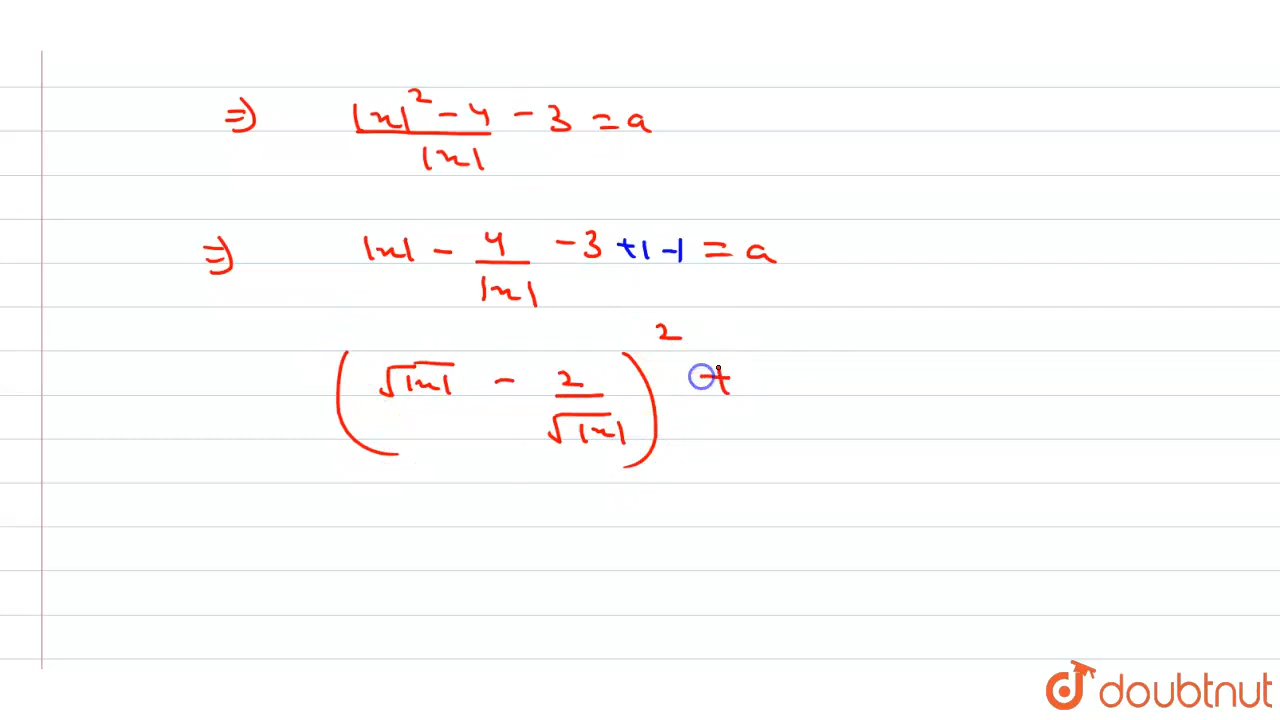 ⇒ (|x|² - 4)/|x| - 3 = a
⇒ |x| - 4/|x| - 3 + 1 - 1 = a
(√|x| - 2/√|x|)² +
doubtnut